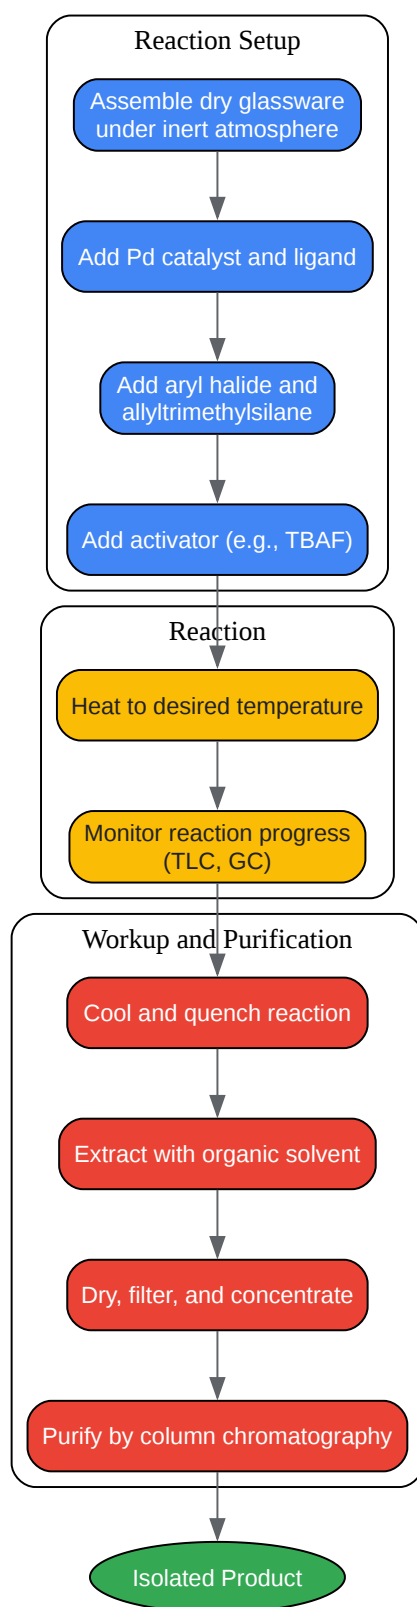 Reaction Setup
Assemble dry glassware
under inert atmosphere
Add Pd catalyst and ligand
Add aryl halide and
allyltrimethylsilane
Add activator (e.g., TBAF)
Reaction
Heat to desired temperature
Monitor reaction progress
(TLC, GC)
Workup and Purification
Cool and quench reaction
Extract with organic solvent
Dry, filter, and concentrate
Purify by column chromatography
Isolated Product